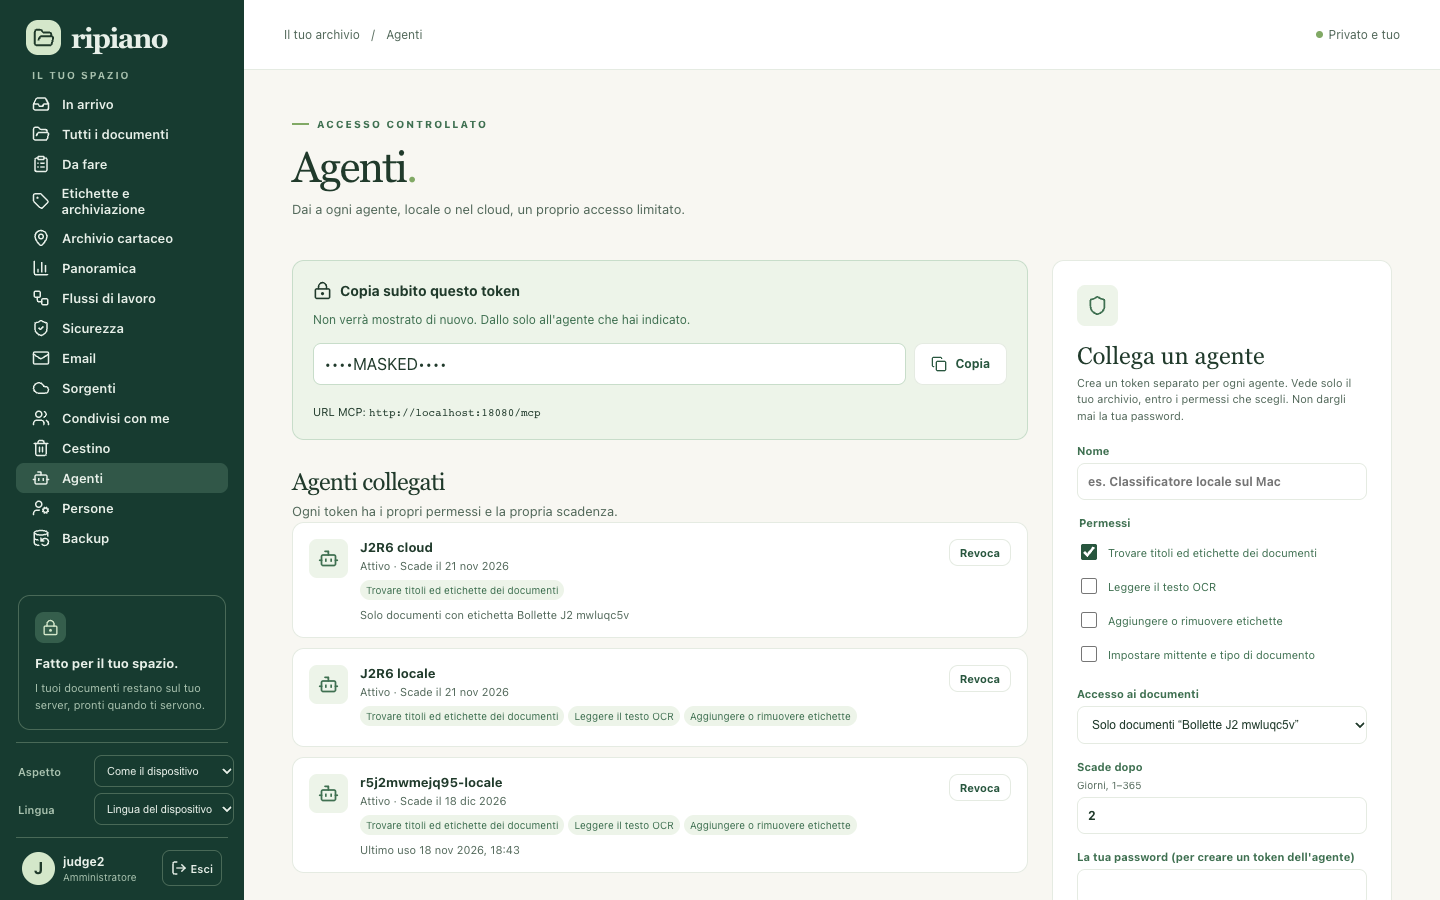 ripiano
IL TUO SPAZIO
In arrivo
Tutti i documenti
Da fare
Etichette e
archiviazione
Archivio cartaceo
Panoramica
Flussi di lavoro
Sicurezza
Email
Sorgenti
Condivisi con me
Cestino
Agenti
Persone
Backup
Fatto per il tuo spazio.
I tuoi documenti restano sul tuo
server, pronti quando ti servono.
Aspetto
Come il dispositivo
Lingua
Lingua del dispositivo
J
judge2
Amministratore
Esci
Il tuo archivio / Agenti
Privato e tuo
ACCESSO CONTROLLATO
Agenti.
Dai a ogni agente, locale o nel cloud, un proprio accesso limitato.
Copia subito questo token
Non verrà mostrato di nuovo. Dallo solo all'agente che hai indicato.
••••MASKED••••
Copia
URL MCP: http://localhost:18080/mcp
Agenti collegati
Ogni token ha i propri permessi e la propria scadenza.
J2R6 cloud
Attivo · Scade il 21 nov 2026
Trovare titoli ed etichette dei documenti
Solo documenti con etichetta Bollette J2 mwluqc5v
Revoca
J2R6 locale
Attivo · Scade il 21 nov 2026
Trovare titoli ed etichette dei documenti Leggere il testo OCR Aggiungere o rimuovere etichette
Revoca
r5j2mwmejq95-locale
Attivo · Scade il 18 dic 2026
Trovare titoli ed etichette dei documenti Leggere il testo OCR Aggiungere o rimuovere etichette
Ultimo uso 18 nov 2026, 18:43
Revoca
Collega un agente
Crea un token separato per ogni agente. Vede solo il
tuo archivio, entro i permessi che scegli. Non dargli
mai la tua password.
Nome
es. Classificatore locale sul Mac
Permessi
Trovare titoli ed etichette dei documenti
Leggere il testo OCR
Aggiungere o rimuovere etichette
Impostare mittente e tipo di documento
Accesso ai documenti
Solo documenti “Bollette J2 mwluqc5v”
Scade dopo
Giorni, 1–365
2
La tua password (per creare un token dell'agente)